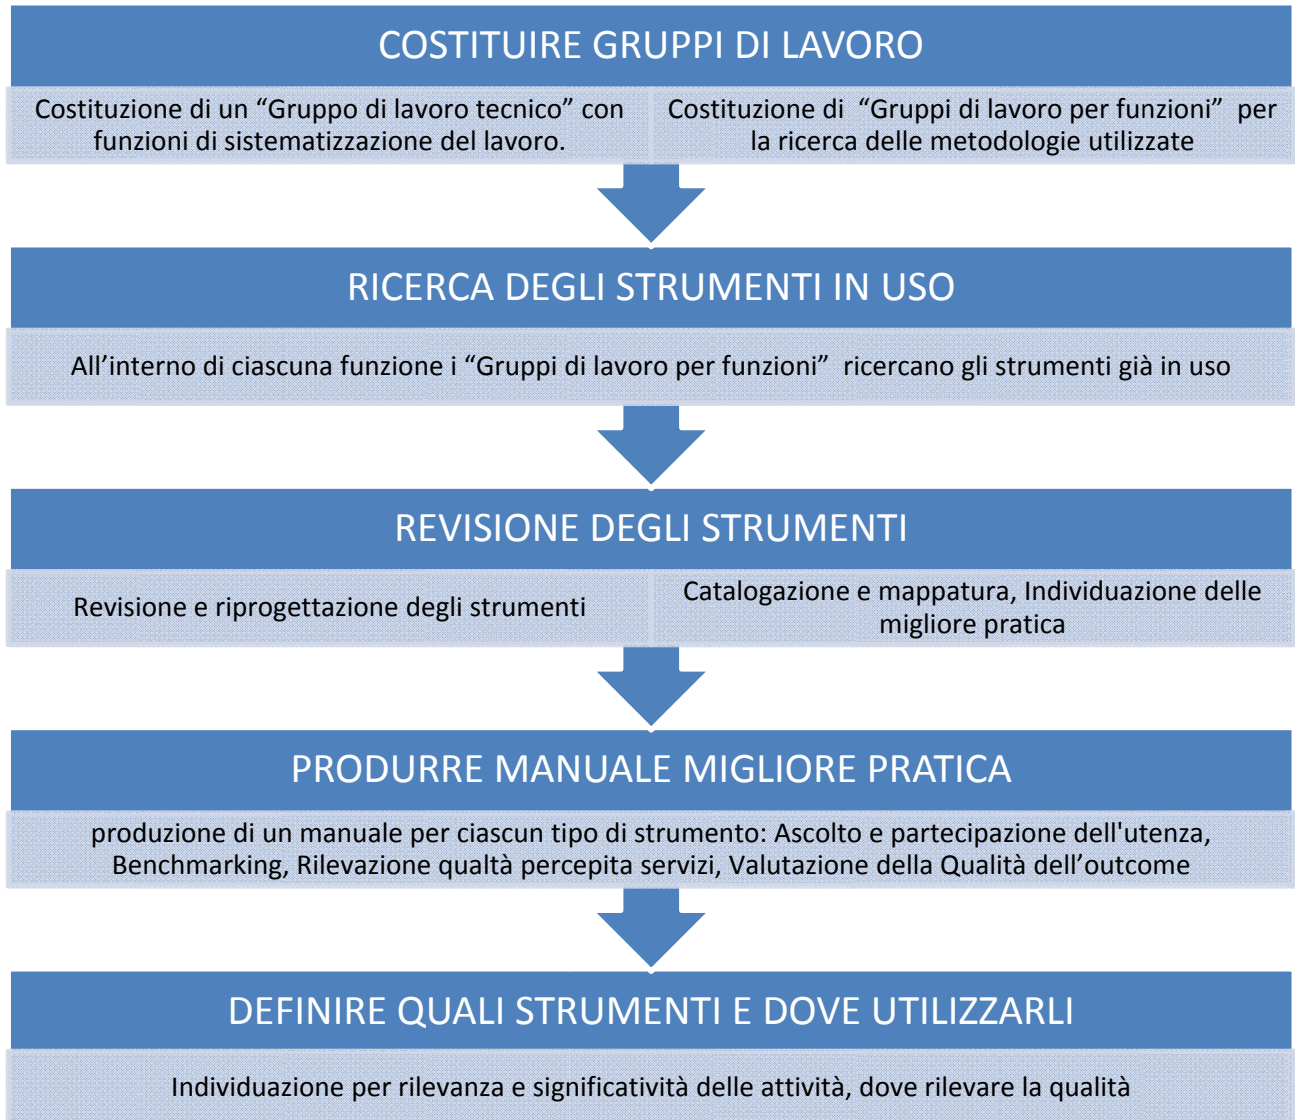 COSTITUIRE GRUPPI DI LAVORO
Costituzione di un “Gruppo di lavoro tecnico” con
funzioni di sistematizzazione del lavoro.
Costituzione di “Gruppi di lavoro per funzioni” per
la ricerca delle metodologie utilizzate
RICERCA DEGLI STRUMENTI IN USO
All’interno di ciascuna funzione i “Gruppi di lavoro per funzioni” ricercano gli strumenti già in uso
REVISIONE DEGLI STRUMENTI
Revisione e riprogettazione degli strumenti
Catalogazione e mappatura, Individuazione delle
migliore pratica
PRODURRE MANUALE MIGLIORE PRATICA
produzione di un manuale per ciascun tipo di strumento: Ascolto e partecipazione dell'utenza,
Benchmarking, Rilevazione qualtà percepita servizi, Valutazione della Qualità dell’outcome
DEFINIRE QUALI STRUMENTI E DOVE UTILIZZARLI
Individuazione per rilevanza e significatività delle attività, dove rilevare la qualità